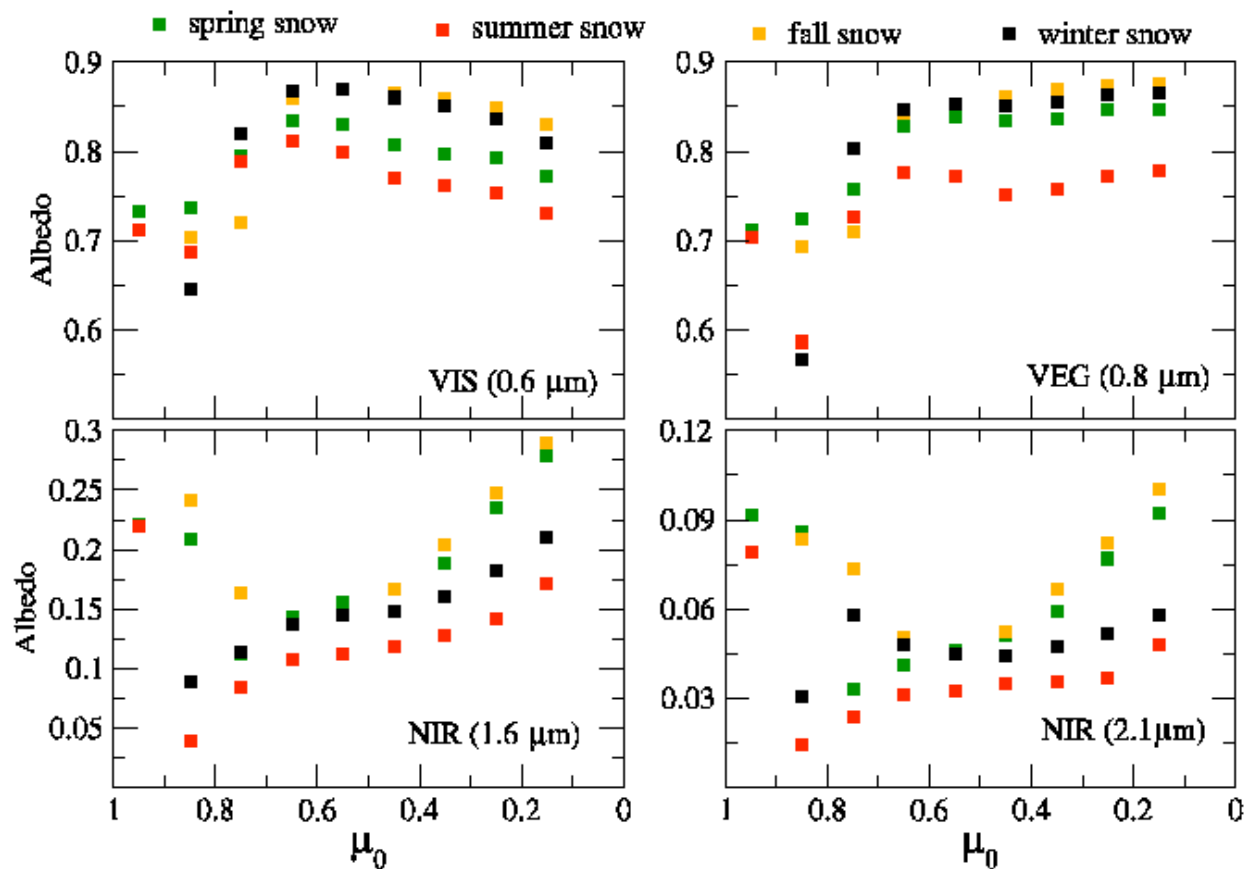 spring snow summer snow fall snow winter snow
0.9 0.9
0.8 0.8
Albedo
0.7 0.7
0.6 0.6
VIS (0.6 μm) VEG (0.8 μm)
0.3 0.12
0.25
0.2 0.09
Albedo
0.15 0.06
0.1
0.05 0.03
NIR (1.6 μm) NIR (2.1μm)
1 0.8 0.6 0.4 0.2 0 1 0.8 0.6 0.4 0.2 0
μ0 μ0